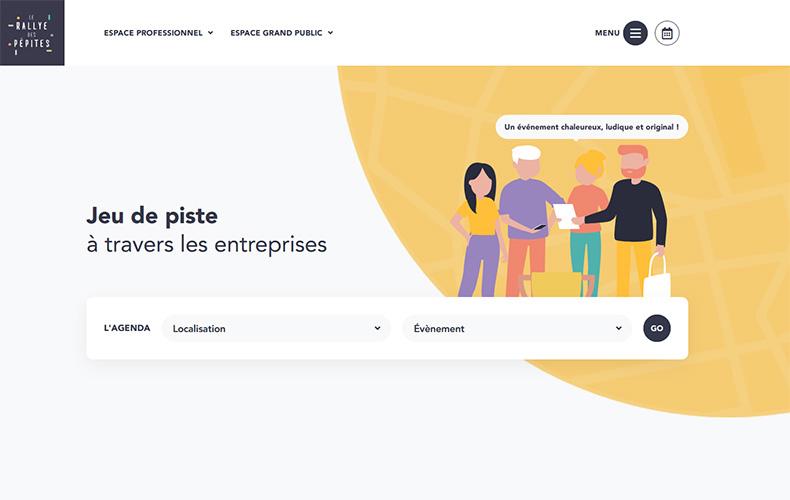 LE
RALLYE
DES
PÉPITES
ESPACE PROFESSIONNEL
ESPACE GRAND PUBLIC
MENU
Un événement chaleureux, ludique et original !
Jeu de piste
à travers les entreprises
L'AGENDA
Localisation
Évènement
GO